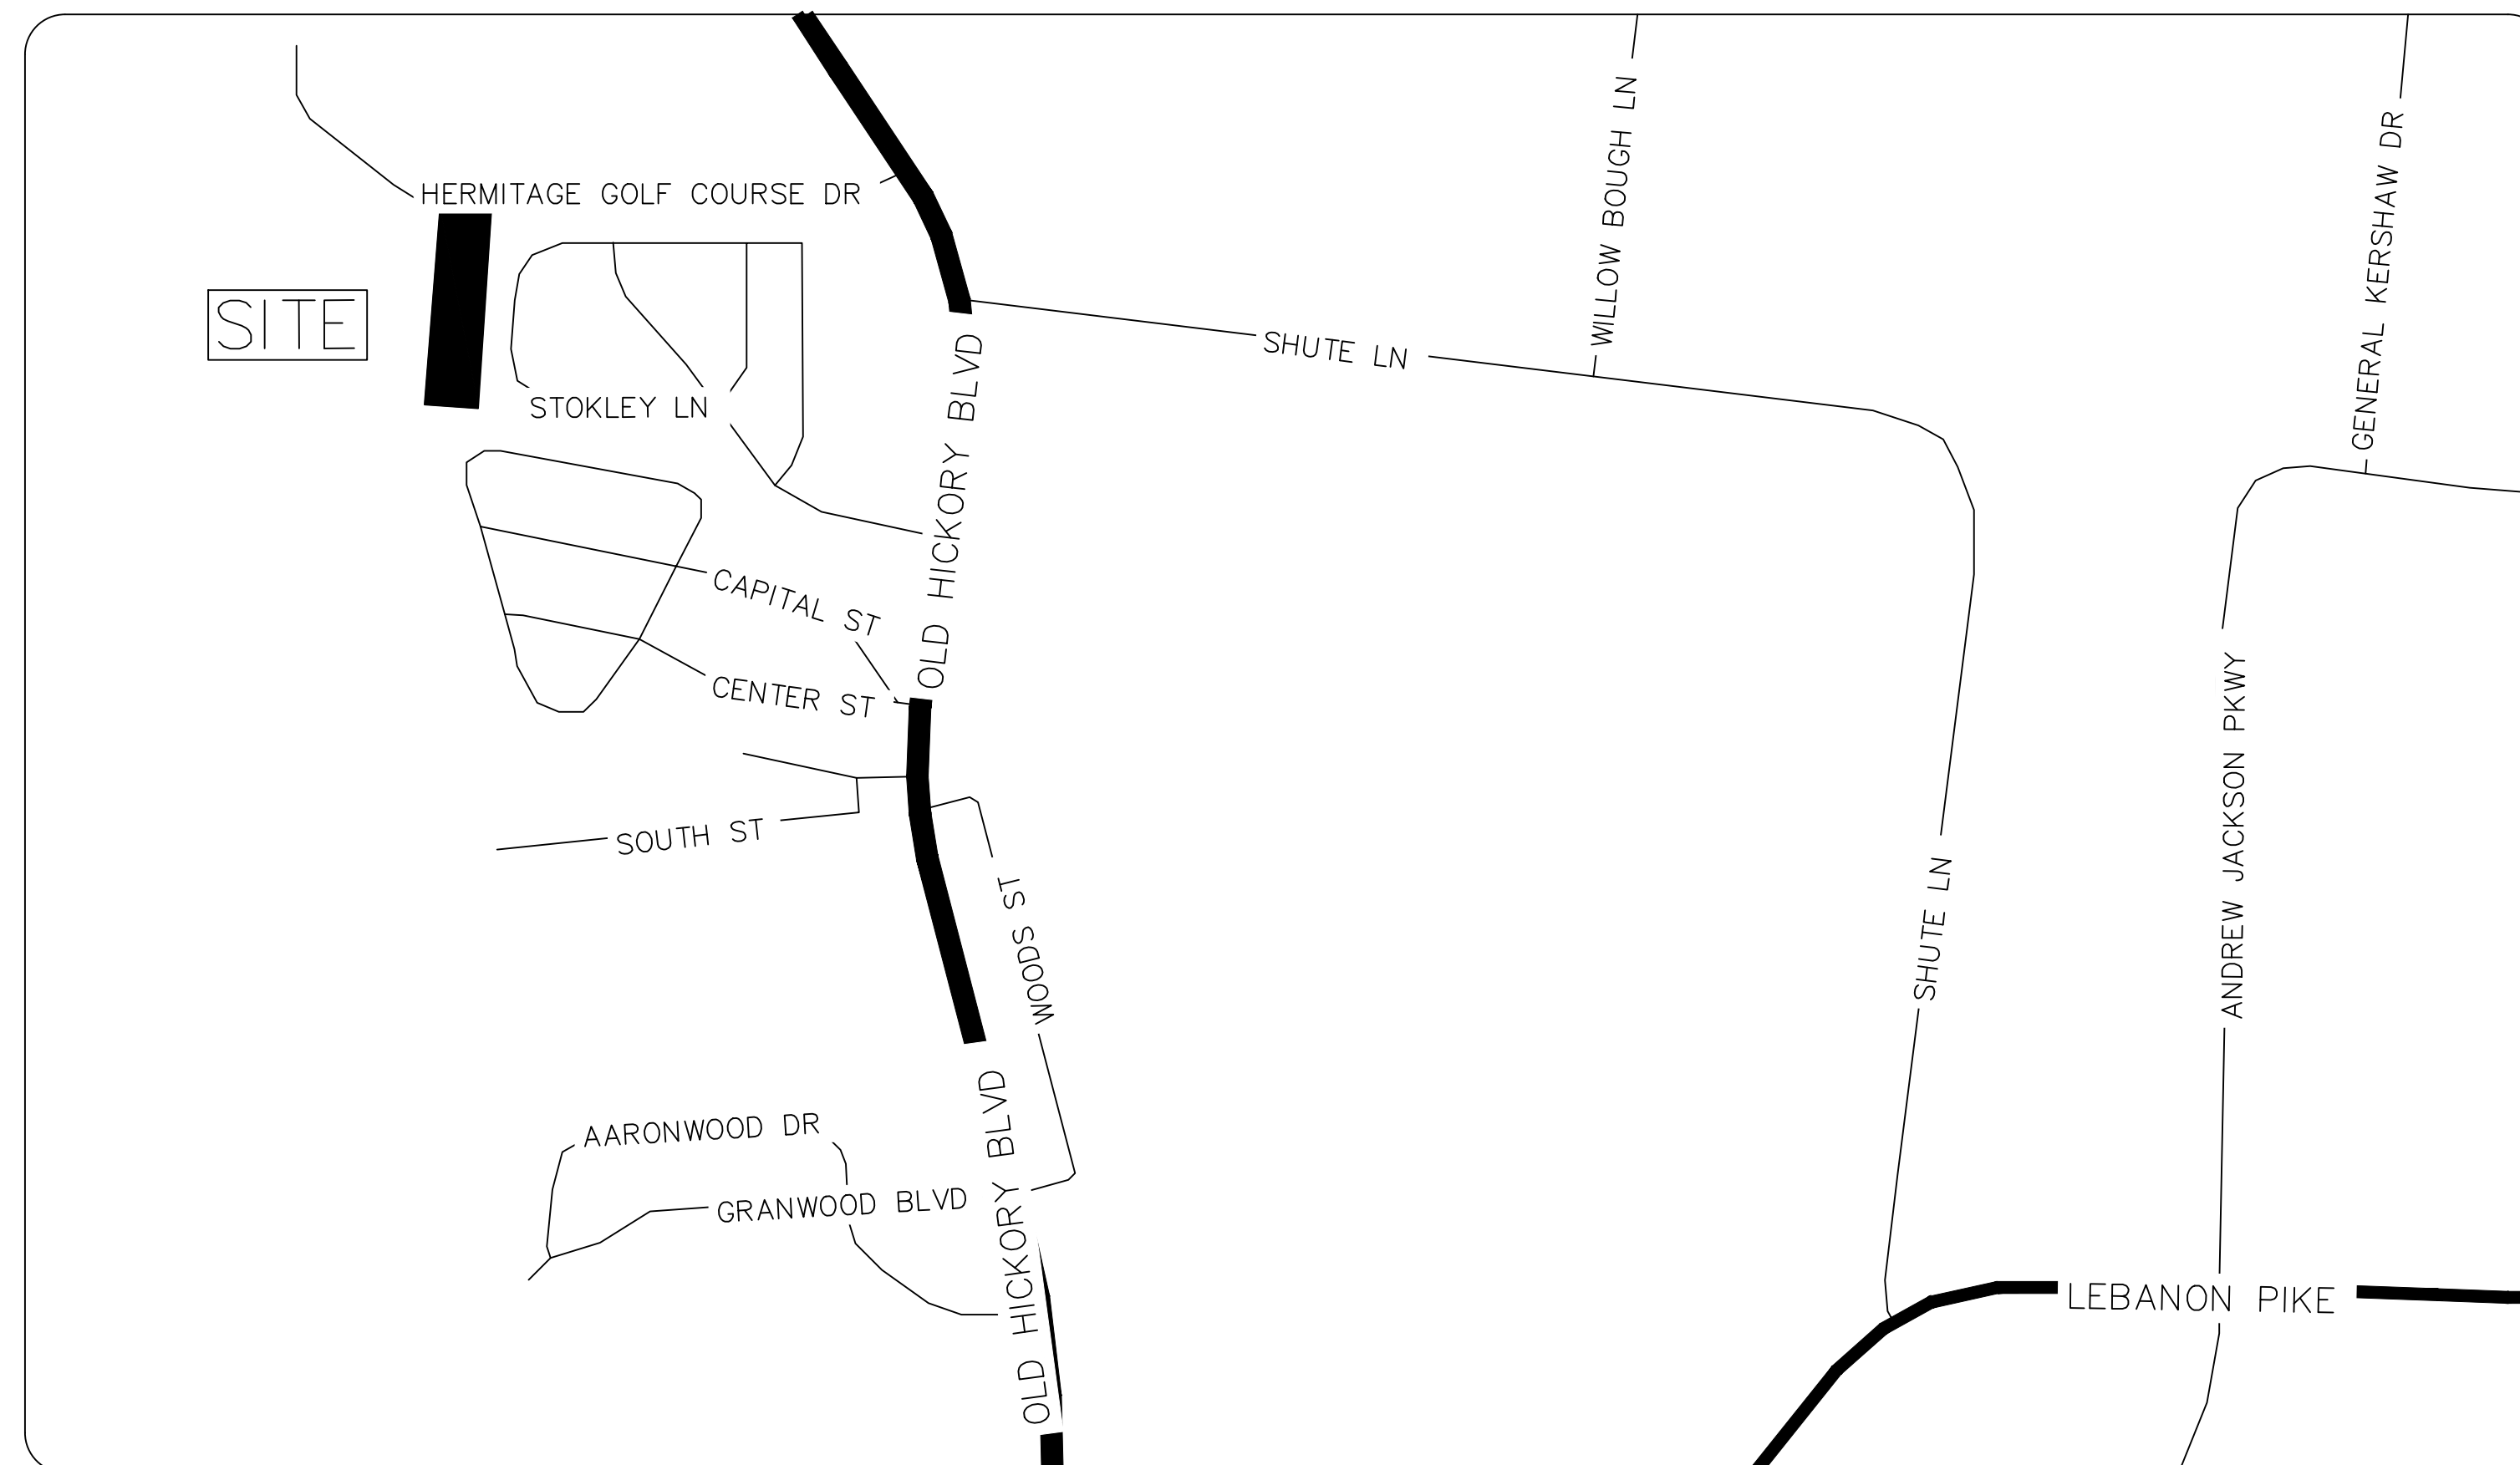 HERMITAGE GOLF COURSE DR
SITE
STOKLEY LN
OLD HICKORY BLVD
SHUTE LN
WILLOW BOUGH LN
GENERAL KERSHAW DR
CAPITAL ST
CENTER ST
SOUTH ST
WOODS ST
SHUTE LN
ANDREW JACKSON PKWY
AARONWOOD DR
GRANWOOD BLVD
OLD HICKORY BLVD
LEBANON PIKE